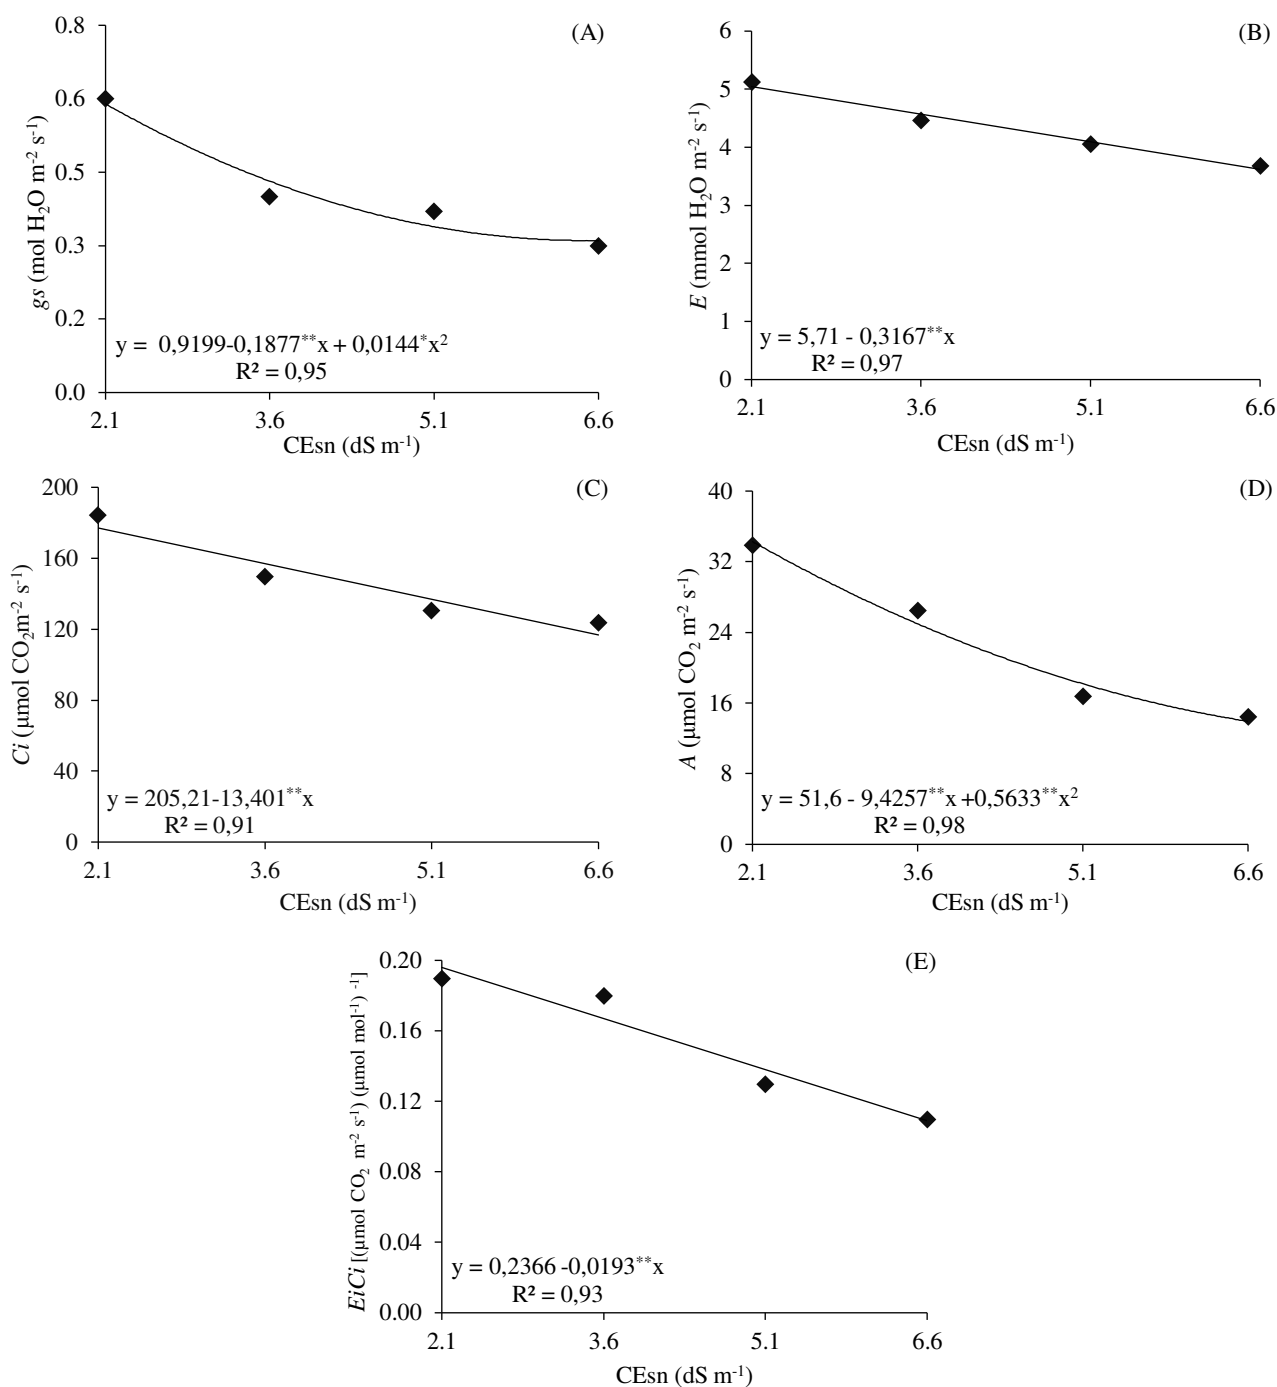 (A)
0.8
0.6
0.5
0.3
0.2
0.0
gs (mol H₂O m⁻² s⁻¹)
y = 0,9199-0,1877**x + 0,0144*x²
R² = 0,95
2.1 3.6 5.1 6.6
CEsn (dS m⁻¹)
(B)
6
5
4
3
2
1
0
E (mmol H₂O m⁻² s⁻¹)
y = 5,71 - 0,3167**x
R² = 0,97
2.1 3.6 5.1 6.6
CEsn (dS m⁻¹)
(C)
200
160
120
80
40
0
Ci (µmol CO₂m⁻² s⁻¹)
y = 205,21-13,401**x
R² = 0,91
2.1 3.6 5.1 6.6
CEsn (dS m⁻¹)
(D)
40
32
24
16
8
0
A (µmol CO₂ m⁻² s⁻¹)
y = 51,6 - 9,4257**x +0,5633**x²
R² = 0,98
2.1 3.6 5.1 6.6
CEsn (dS m⁻¹)
(E)
0.20
0.16
0.12
0.08
0.04
0.00
EiCi [(µmol CO₂ m⁻² s⁻¹) (µmol mol⁻¹) ⁻¹]
y = 0,2366 -0,0193**x
R² = 0,93
2.1 3.6 5.1 6.6
CEsn (dS m⁻¹)